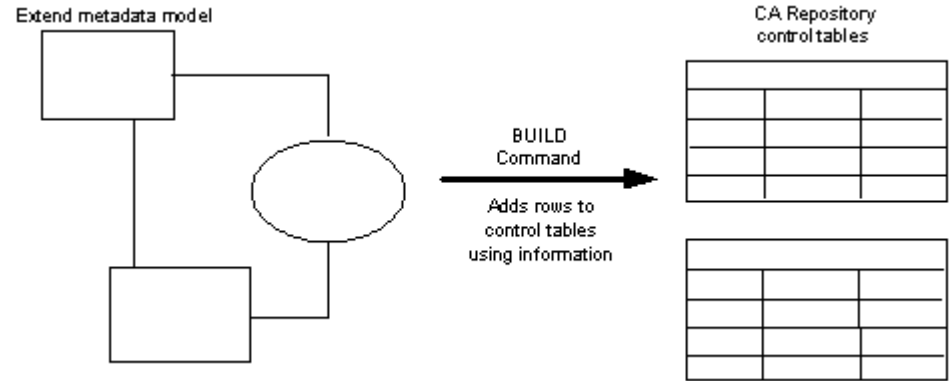 Extend metadata model
CA Repository
control tables
BUILD
Command
Adds rows to
control tables
using information